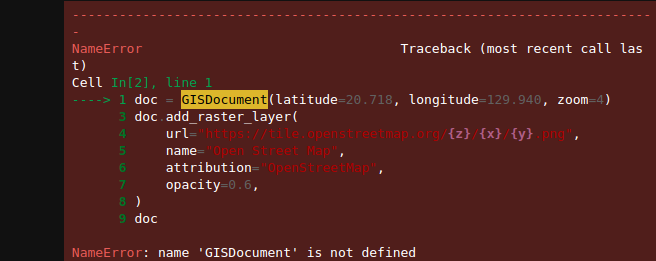 ---------------------------------------------------------------------------
NameError                                 Traceback (most recent call las
t)
Cell In[2], line 1
----> 1 doc = GISDocument(latitude=20.718, longitude=129.940, zoom=4)
      3 doc.add_raster_layer(
      4     url="https://tile.openstreetmap.org/{z}/{x}/{y}.png",
      5     name="Open Street Map",
      6     attribution="OpenStreetMap",
      7     opacity=0.6,
      8 )
      9 doc
NameError: name 'GISDocument' is not defined